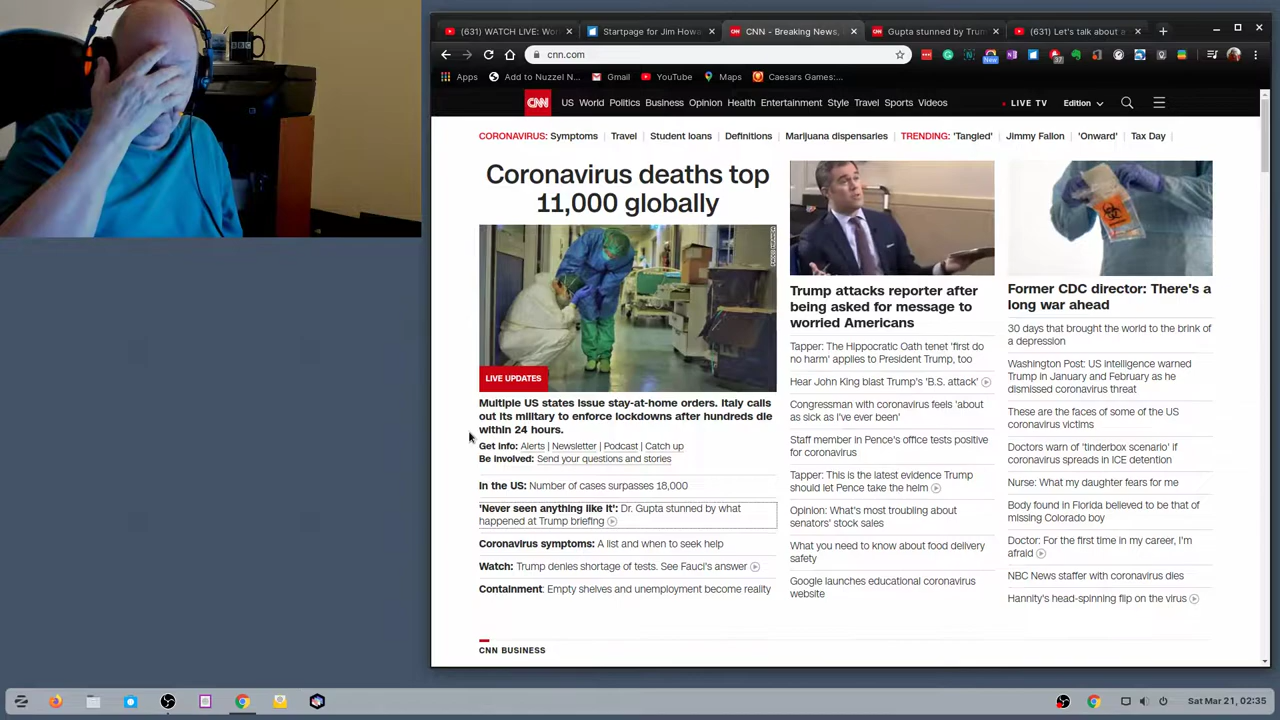 BBC
(631) WATCH LIVE: Wor
Startpage for Jim Howa
CNN - Breaking News,
Gupta stunned by Trum
(631) Let's talk about a
cnn.com
New
37
Apps
Add to Nuzzel N...
Gmail
YouTube
Maps
Caesars Games:...
CNN
US World Politics Business Opinion Health Entertainment Style Travel Sports Videos
LIVE TV
Edition
CORONAVIRUS: Symptoms Travel Student loans Definitions Marijuana dispensaries TRENDING: 'Tangled' Jimmy Fallon 'Onward' Tax Day
Coronavirus deaths top
11,000 globally
LIVE UPDATES
Multiple US states issue stay-at-home orders. Italy calls
out its military to enforce lockdowns after hundreds die
within 24 hours.
Get info: Alerts | Newsletter | Podcast | Catch up
Be involved: Send your questions and stories
In the US: Number of cases surpasses 18,000
'Never seen anything like it': Dr. Gupta stunned by what
happened at Trump briefing
Coronavirus symptoms: A list and when to seek help
Watch: Trump denies shortage of tests. See Fauci's answer
Containment: Empty shelves and unemployment become reality
CNN BUSINESS
Trump attacks reporter after
being asked for message to
worried Americans
Tapper: The Hippocratic Oath tenet 'first do
no harm' applies to President Trump, too
Hear John King blast Trump's 'B.S. attack'
Congressman with coronavirus feels 'about
as sick as I've ever been'
Staff member in Pence's office tests positive
for coronavirus
Tapper: This is the latest evidence Trump
should let Pence take the helm
Opinion: What's most troubling about
senators' stock sales
What you need to know about food delivery
safety
Google launches educational coronavirus
website
Former CDC director: There's a
long war ahead
30 days that brought the world to the brink of
a depression
Washington Post: US intelligence warned
Trump in January and February as he
dismissed coronavirus threat
These are the faces of some of the US
coronavirus victims
Doctors warn of 'tinderbox scenario' if
coronavirus spreads in ICE detention
Nurse: What my daughter fears for me
Body found in Florida believed to be that of
missing Colorado boy
Doctor: For the first time in my career, I'm
afraid
NBC News staffer with coronavirus dies
Hannity's head-spinning flip on the virus
Sat Mar 21, 02:35